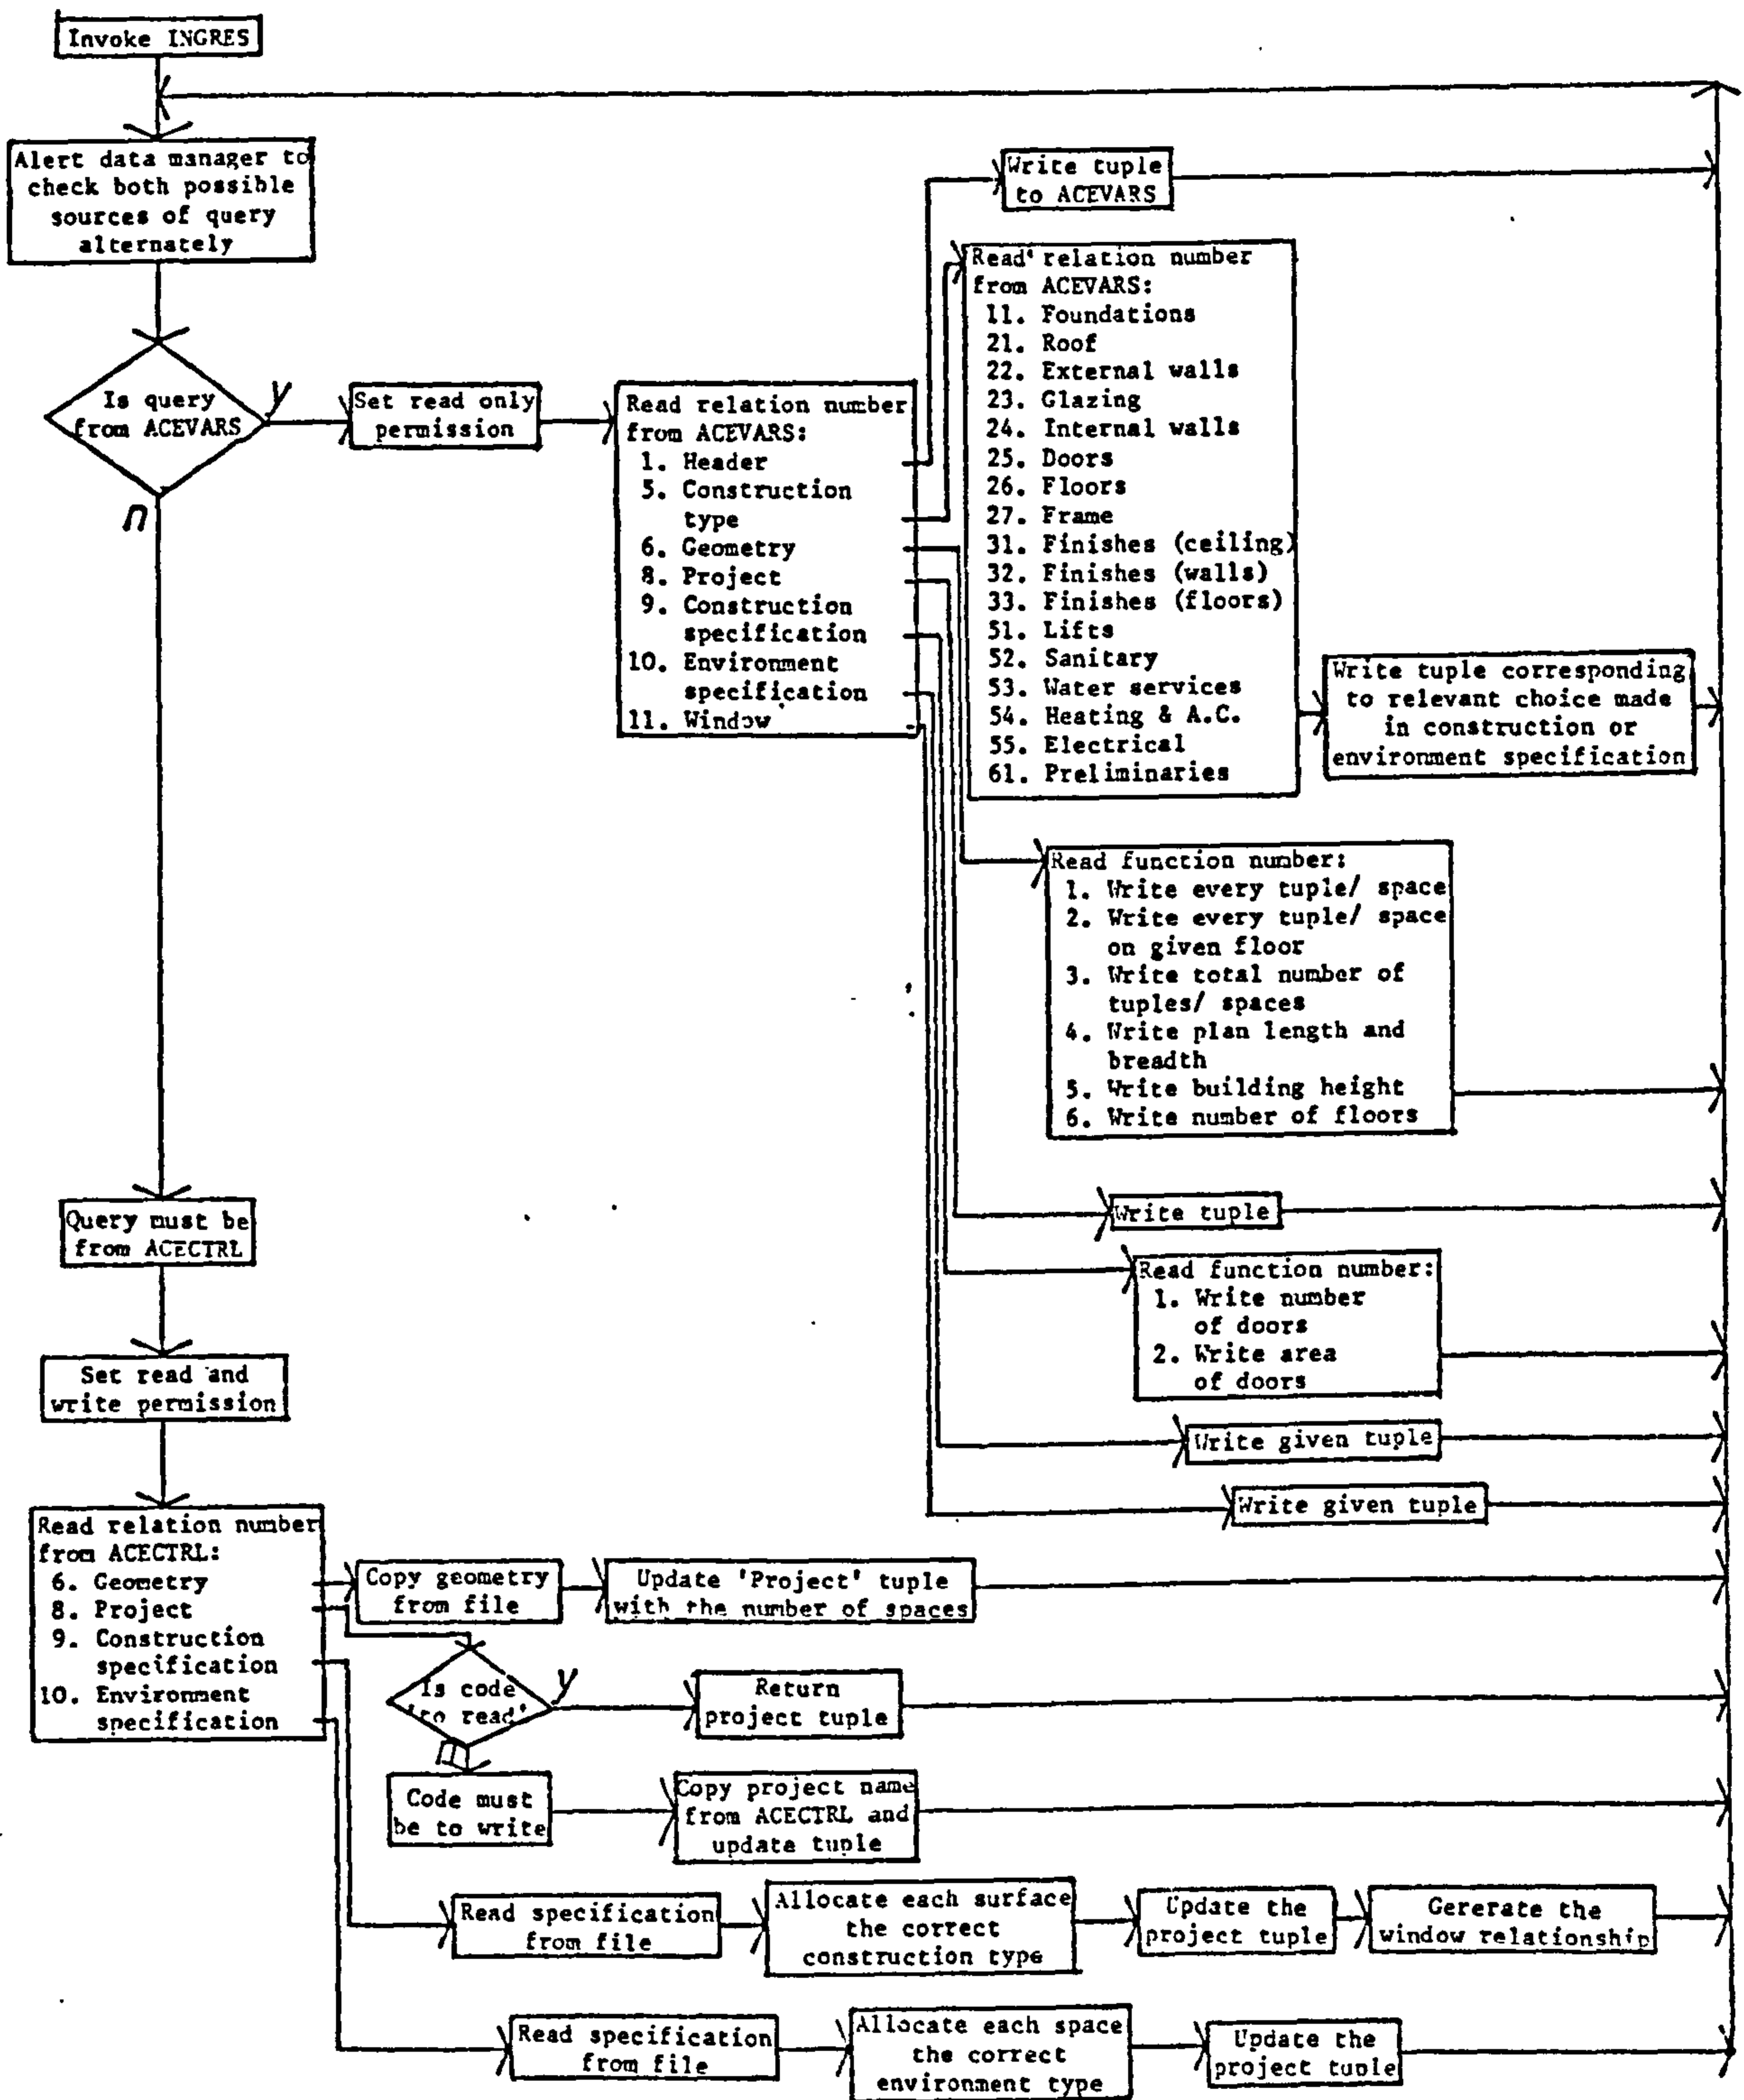 Invoke INGRES
Alert data manager to
check both possible
sources of query
alternately
Is query
from ACEVARS
y
n
Set read only
permission
Read relation number
from ACEVARS:
1. Header
5. Construction
type
6. Geometry
8. Project
9. Construction
specification
10. Environment
specification
11. Window
Write tuple
to ACEVARS
Read relation number
from ACEVARS:
11. Foundations
21. Roof
22. External walls
23. Glazing
24. Internal walls
25. Doors
26. Floors
27. Frame
31. Finishes (ceiling)
32. Finishes (walls)
33. Finishes (floors)
51. Lifts
52. Sanitary
53. Water services
54. Heating & A.C.
55. Electrical
61. Preliminaries
Write tuple corresponding
to relevant choice made
in construction or
environment specification
Read function number:
1. Write every tuple/ space
2. Write every tuple/ space
on given floor
3. Write total number of
tuples/ spaces
4. Write plan length and
breadth
5. Write building height
6. Write number of floors
Write tuple
Read function number:
1. Write number
of doors
2. Write area
of doors
Write given tuple
Write given tuple
Query must be
from ACECTRL
Set read and
write permission
Read relation number
from ACECTRL:
6. Geometry
8. Project
9. Construction
specification
10. Environment
specification
Copy geometry
from file
Update 'Project' tuple
with the number of spaces
Is code
'to read'
y
n
Return
project tuple
Code must
be to write
Copy project name
from ACECTRL and
update tuple
Read specification
from file
Allocate each surface
the correct
construction type
Update the
project tuple
Gererate the
window relationship
Read specification
from file
Allocate each space
the correct
environment type
Update the
project tuple